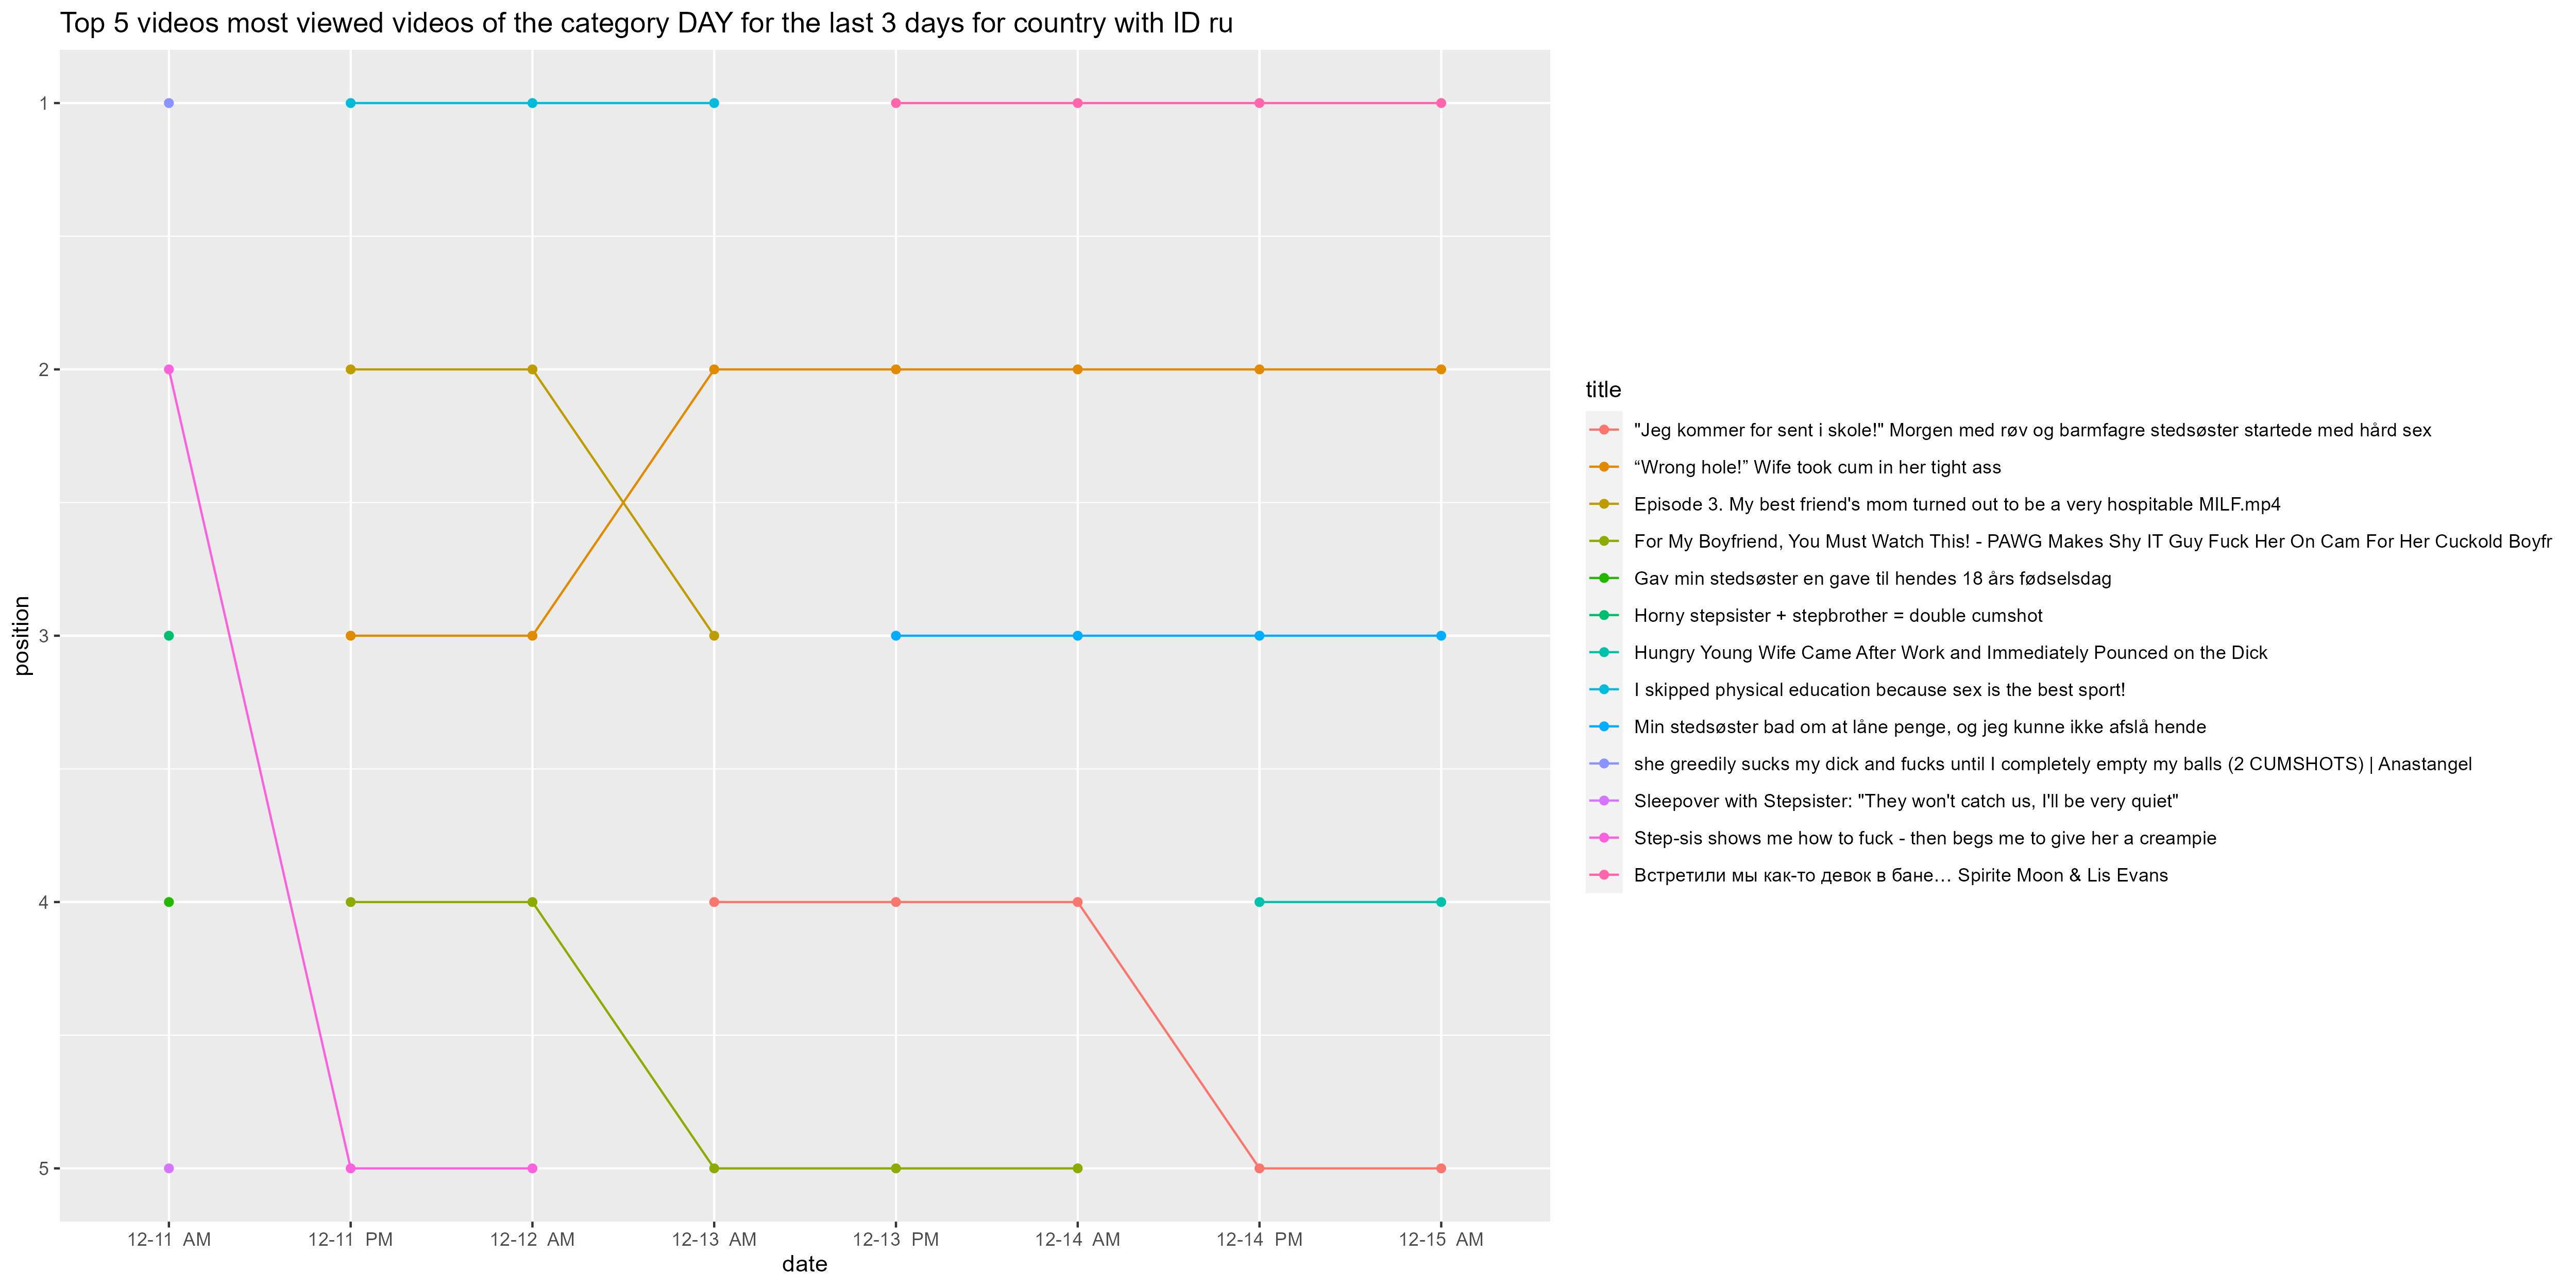 Top 5 videos most viewed videos of the category DAY for the last 3 days for country with ID ru
position
1
2
3
4
5
12-11 AM
12-11 PM
12-12 AM
12-13 AM
12-13 PM
12-14 AM
12-14 PM
12-15 AM
date
title
"Jeg kommer for sent i skole!" Morgen med røv og barmfagre stedsøster startede med hård sex
“Wrong hole!” Wife took cum in her tight ass
Episode 3. My best friend's mom turned out to be a very hospitable MILF.mp4
For My Boyfriend, You Must Watch This! - PAWG Makes Shy IT Guy Fuck Her On Cam For Her Cuckold Boyfr
Gav min stedsøster en gave til hendes 18 års fødselsdag
Horny stepsister + stepbrother = double cumshot
Hungry Young Wife Came After Work and Immediately Pounced on the Dick
I skipped physical education because sex is the best sport!
Min stedsøster bad om at låne penge, og jeg kunne ikke afslå hende
she greedily sucks my dick and fucks until I completely empty my balls (2 CUMSHOTS) | Anastangel
Sleepover with Stepsister: "They won't catch us, I'll be very quiet"
Step-sis shows me how to fuck - then begs me to give her a creampie
Встретили мы как-то девок в бане… Spirite Moon & Lis Evans